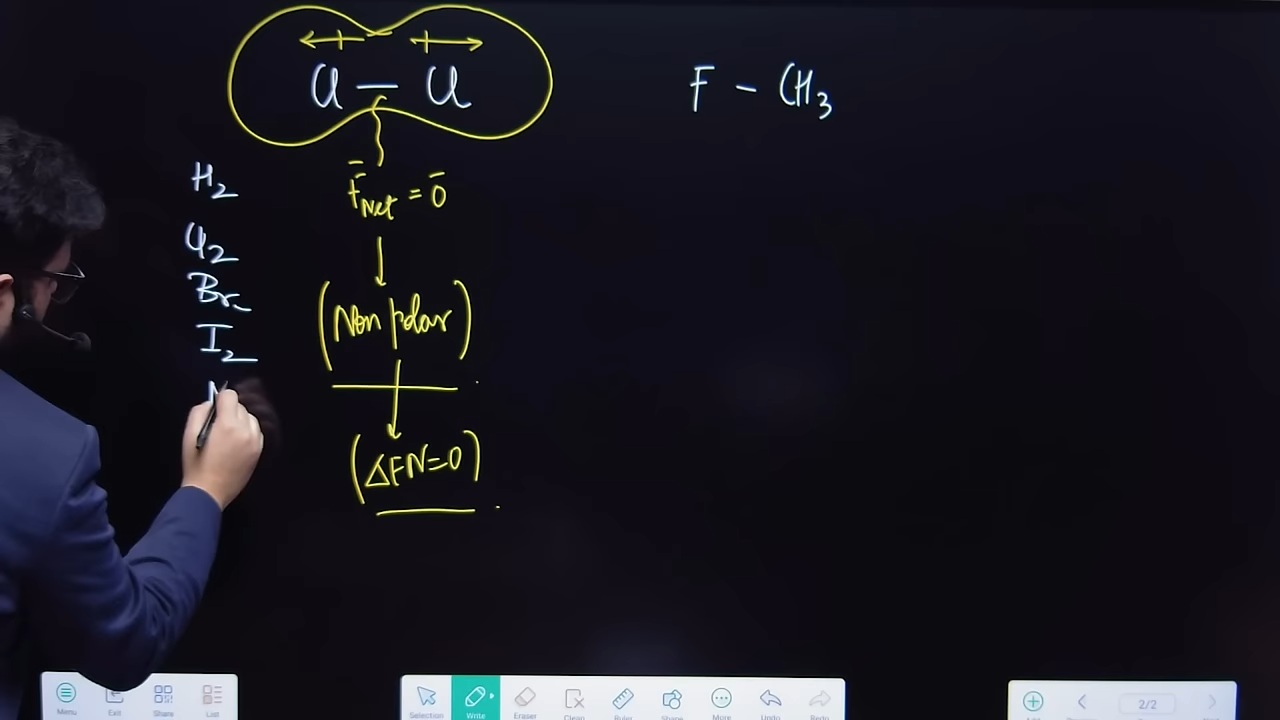 Cl – Cl
F – CH3
H2
Cl2
Br2
I2
N
F̄Net = 0̄
(Non polar)
(ΔEN=0)
Menu
Exit
Share
List
Selection
Write
Eraser
Clean
Ruler
Shape
More
Undo
Redo
2/2